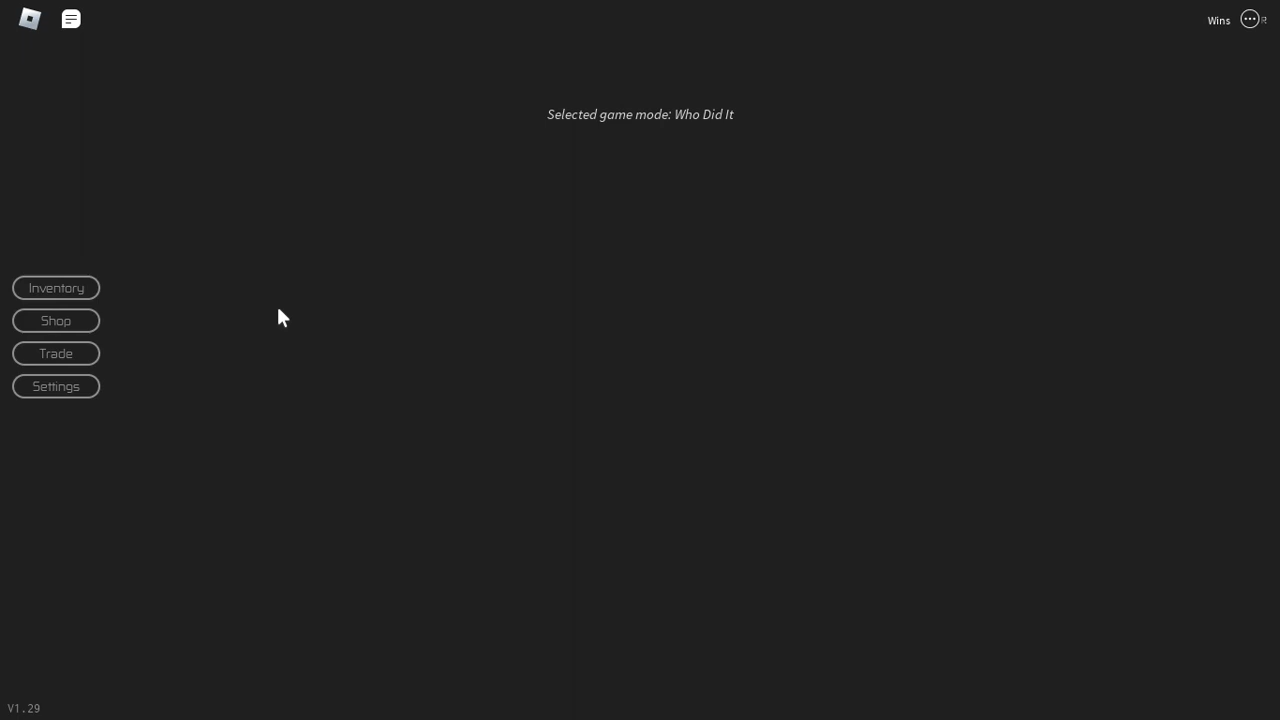 Wins
R
Selected game mode: Who Did It
Inventory
Shop
Trade
Settings
V1.29